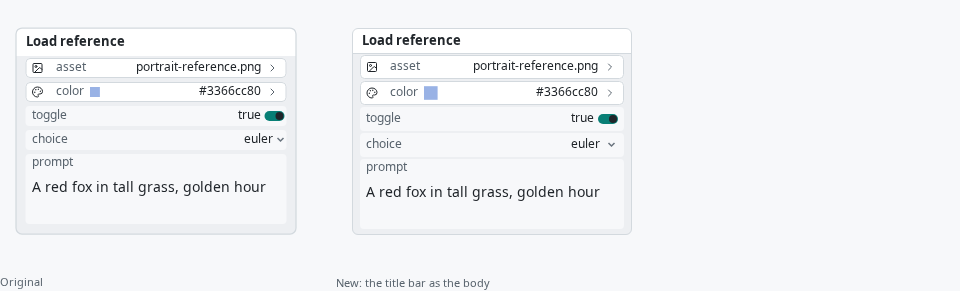 Load reference
asset portrait-reference.png
color #3366cc80
toggle true
choice euler
prompt
A red fox in tall grass, golden hour
Original
Load reference
asset portrait-reference.png
color #3366cc80
toggle true
choice euler
prompt
A red fox in tall grass, golden hour
New: the title bar as the body